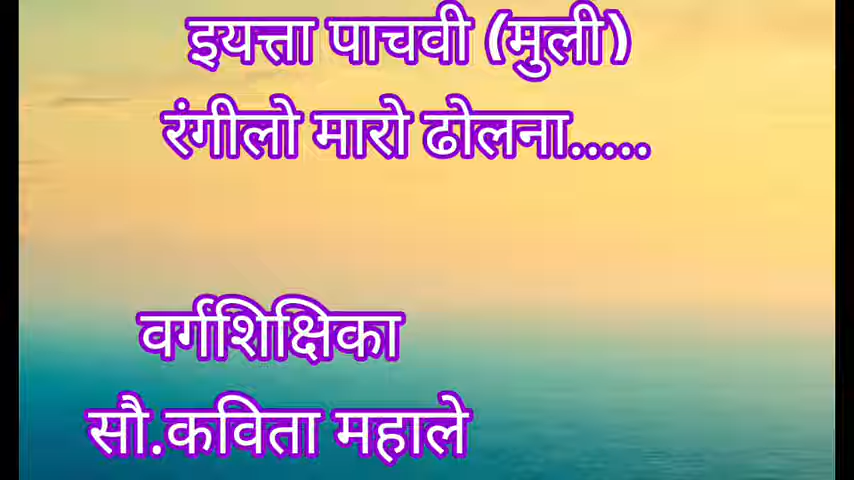 इयत्ता पाचवी (मुली)
रंगीलो मारो ढोलना.....
वर्गशिक्षिका
सौ.कविता महाले